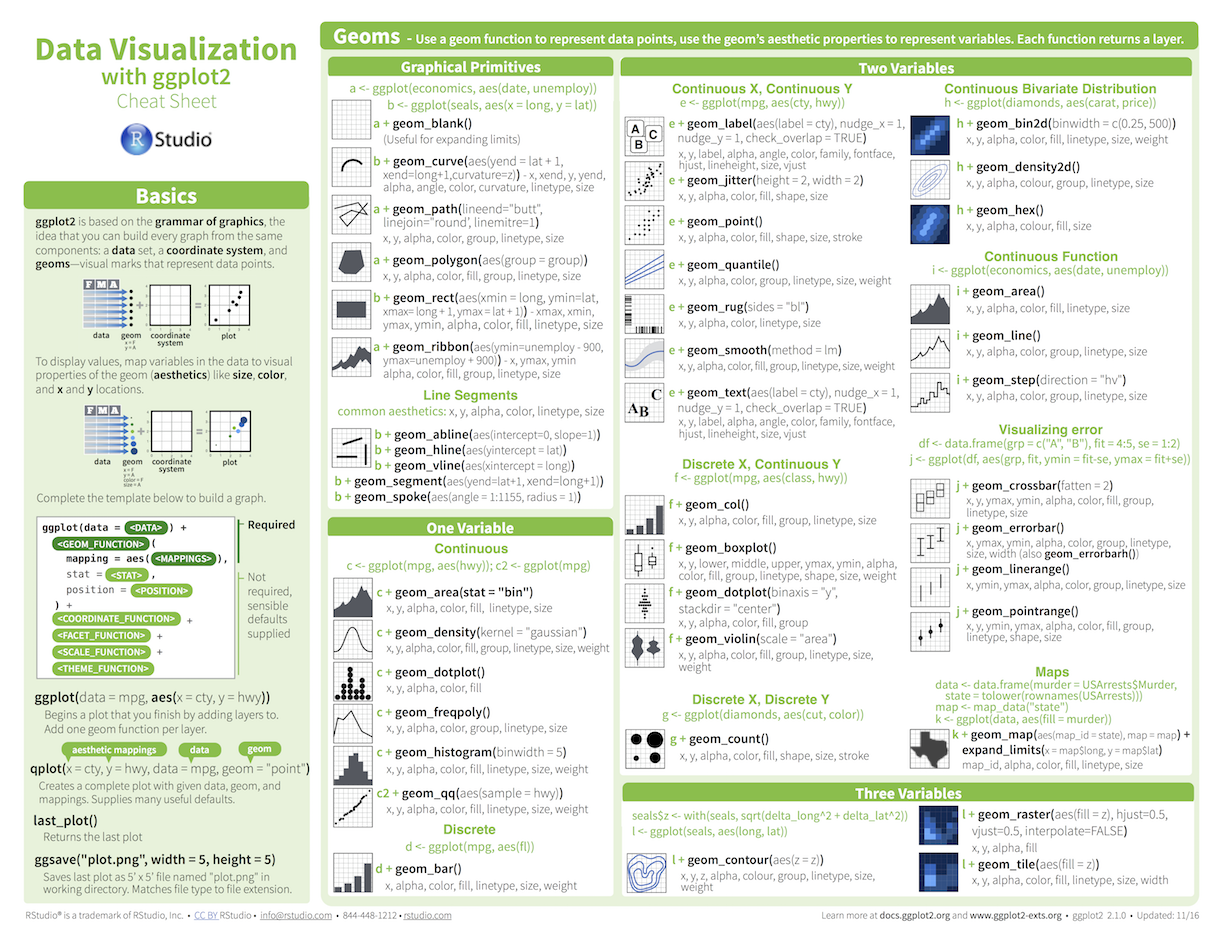 Data Visualization
with ggplot2
Cheat Sheet
R Studio
Basics
ggplot2 is based on the grammar of graphics, the
idea that you can build every graph from the same
components: a data set, a coordinate system, and
geoms—visual marks that represent data points.
F M A
data geom coordinate plot
x = F
y = A
system
To display values, map variables in the data to visual
properties of the geom (aesthetics) like size, color,
and x and y locations.
F M A
data geom coordinate plot
x = F
y = A
color = F
size = A
system
Complete the template below to build a graph.
ggplot(data = <DATA>) +
<GEOM_FUNCTION>(
mapping = aes(<MAPPINGS>),
stat = <STAT>,
position = <POSITION>
) +
<COORDINATE_FUNCTION> +
<FACET_FUNCTION> +
<SCALE_FUNCTION> +
<THEME_FUNCTION>
Required
Not
required,
sensible
defaults
supplied
ggplot(data = mpg, aes(x = cty, y = hwy))
Begins a plot that you finish by adding layers to.
Add one geom function per layer.
aesthetic mappings data geom
qplot(x = cty, y = hwy, data = mpg, geom = "point")
Creates a complete plot with given data, geom, and
mappings. Supplies many useful defaults.
last_plot()
Returns the last plot
ggsave("plot.png", width = 5, height = 5)
Saves last plot as 5' x 5' file named "plot.png" in
working directory. Matches file type to file extension.
Geoms - Use a geom function to represent data points, use the geom's aesthetic properties to represent variables. Each function returns a layer.
Graphical Primitives
a <- ggplot(economics, aes(date, unemploy))
b <- ggplot(seals, aes(x = long, y = lat))
a + geom_blank()
(Useful for expanding limits)
b + geom_curve(aes(yend = lat + 1,
xend=long+1,curvature=z)) - x, xend, y, yend,
alpha, angle, color, curvature, linetype, size
a + geom_path(lineend="butt",
linejoin="round', linemitre=1)
x, y, alpha, color, group, linetype, size
a + geom_polygon(aes(group = group))
x, y, alpha, color, fill, group, linetype, size
b + geom_rect(aes(xmin = long, ymin=lat,
xmax= long + 1, ymax = lat + 1)) - xmax, xmin,
ymax, ymin, alpha, color, fill, linetype, size
a + geom_ribbon(aes(ymin=unemploy - 900,
ymax=unemploy + 900)) - x, ymax, ymin
alpha, color, fill, group, linetype, size
Line Segments
common aesthetics: x, y, alpha, color, linetype, size
b + geom_abline(aes(intercept=0, slope=1))
b + geom_hline(aes(yintercept = lat))
b + geom_vline(aes(xintercept = long))
b + geom_segment(aes(yend=lat+1, xend=long+1))
b + geom_spoke(aes(angle = 1:1155, radius = 1))
One Variable
Continuous
c <- ggplot(mpg, aes(hwy)); c2 <- ggplot(mpg)
c + geom_area(stat = "bin")
x, y, alpha, color, fill, linetype, size
c + geom_density(kernel = "gaussian")
x, y, alpha, color, fill, group, linetype, size, weight
c + geom_dotplot()
x, y, alpha, color, fill
c + geom_freqpoly()
x, y, alpha, color, group, linetype, size
c + geom_histogram(binwidth = 5)
x, y, alpha, color, fill, linetype, size, weight
c2 + geom_qq(aes(sample = hwy))
x, y, alpha, color, fill, linetype, size, weight
Discrete
d <- ggplot(mpg, aes(fl))
d + geom_bar()
x, alpha, color, fill, linetype, size, weight
Two Variables
Continuous X, Continuous Y
e <- ggplot(mpg, aes(cty, hwy))
A B C
e + geom_label(aes(label = cty), nudge_x = 1,
nudge_y = 1, check_overlap = TRUE)
x, y, label, alpha, angle, color, family, fontface,
hjust, lineheight, size, vjust
e + geom_jitter(height = 2, width = 2)
x, y, alpha, color, fill, shape, size
e + geom_point()
x, y, alpha, color, fill, shape, size, stroke
e + geom_quantile()
x, y, alpha, color, group, linetype, size, weight
e + geom_rug(sides = "bl")
x, y, alpha, color, linetype, size
e + geom_smooth(method = lm)
x, y, alpha, color, fill, group, linetype, size, weight
A B C
e + geom_text(aes(label = cty), nudge_x = 1,
nudge_y = 1, check_overlap = TRUE)
x, y, label, alpha, angle, color, family, fontface,
hjust, lineheight, size, vjust
Discrete X, Continuous Y
f <- ggplot(mpg, aes(class, hwy))
f + geom_col()
x, y, alpha, color, fill, group, linetype, size
f + geom_boxplot()
x, y, lower, middle, upper, ymax, ymin, alpha,
color, fill, group, linetype, shape, size, weight
f + geom_dotplot(binaxis = "y",
stackdir = "center")
x, y, alpha, color, fill, group
f + geom_violin(scale = "area")
x, y, alpha, color, fill, group, linetype, size,
weight
Discrete X, Discrete Y
g <- ggplot(diamonds, aes(cut, color))
g + geom_count()
x, y, alpha, color, fill, shape, size, stroke
Continuous Bivariate Distribution
h <- ggplot(diamonds, aes(carat, price))
h + geom_bin2d(binwidth = c(0.25, 500))
x, y, alpha, color, fill, linetype, size, weight
h + geom_density2d()
x, y, alpha, colour, group, linetype, size
h + geom_hex()
x, y, alpha, colour, fill, size
Continuous Function
i <- ggplot(economics, aes(date, unemploy))
i + geom_area()
x, y, alpha, color, fill, linetype, size
i + geom_line()
x, y, alpha, color, group, linetype, size
i + geom_step(direction = "hv")
x, y, alpha, color, group, linetype, size
Visualizing error
df <- data.frame(grp = c("A", "B"), fit = 4:5, se = 1:2)
j <- ggplot(df, aes(grp, fit, ymin = fit-se, ymax = fit+se))
j + geom_crossbar(fatten = 2)
x, y, ymax, ymin, alpha, color, fill, group,
linetype, size
j + geom_errorbar()
x, ymax, ymin, alpha, color, group, linetype,
size, width (also geom_errorbarh())
j + geom_linerange()
x, ymin, ymax, alpha, color, group, linetype, size
j + geom_pointrange()
x, y, ymin, ymax, alpha, color, fill, group,
linetype, shape, size
Maps
data <- data.frame(murder = USArrests$Murder,
state = tolower(rownames(USArrests)))
map <- map_data("state")
k <- ggplot(data, aes(fill = murder))
k + geom_map(aes(map_id = state), map = map) +
expand_limits(x = map$long, y = map$lat)
map_id, alpha, color, fill, linetype, size
Three Variables
seals$z <- with(seals, sqrt(delta_long^2 + delta_lat^2))
l <- ggplot(seals, aes(long, lat))
l + geom_contour(aes(z = z))
x, y, z, alpha, colour, group, linetype, size,
weight
l + geom_raster(aes(fill = z), hjust=0.5,
vjust=0.5, interpolate=FALSE)
x, y, alpha, fill
l + geom_tile(aes(fill = z))
x, y, alpha, color, fill, linetype, size, width
RStudio® is a trademark of RStudio, Inc. • CC BY RStudio • info@rstudio.com • 844-448-1212 • rstudio.com
Learn more at docs.ggplot2.org and www.ggplot2-exts.org • ggplot2 2.1.0 • Updated: 11/16